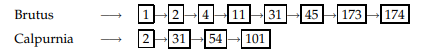 Brutus ⟶ 1 → 2 → 4 → 11 → 31 → 45 → 173 → 174
Calpurnia ⟶ 2 → 31 → 54 → 101